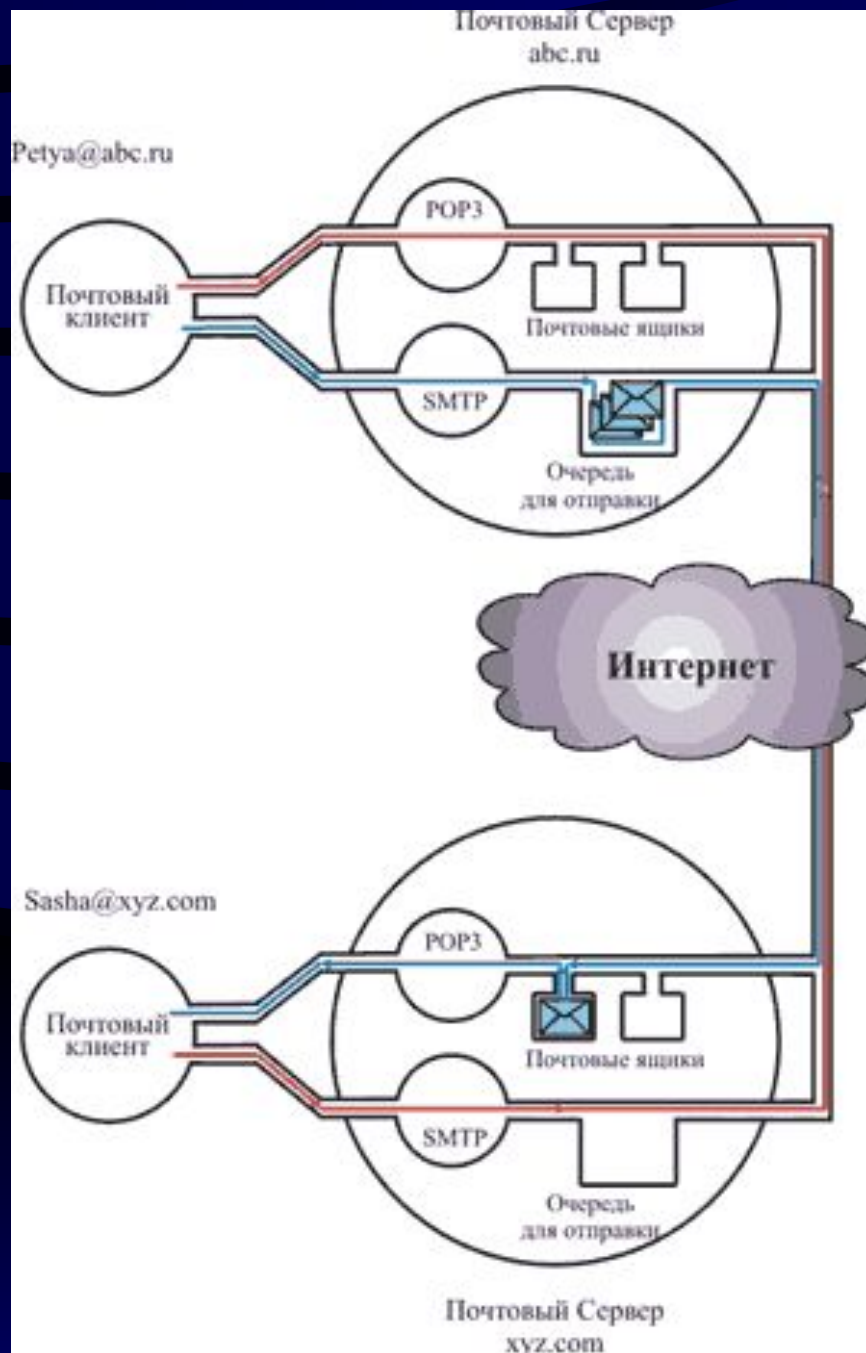 Почтовый Сервер
abc.ru
Petya@abc.ru
POP3
Почтовый
клиент
Почтовые ящики
SMTP
Очередь
для отправки
Интернет
Sasha@xyz.com
POP3
Почтовый
клиент
Почтовые ящики
SMTP
Очередь
для отправки
Почтовый Сервер
xyz.com